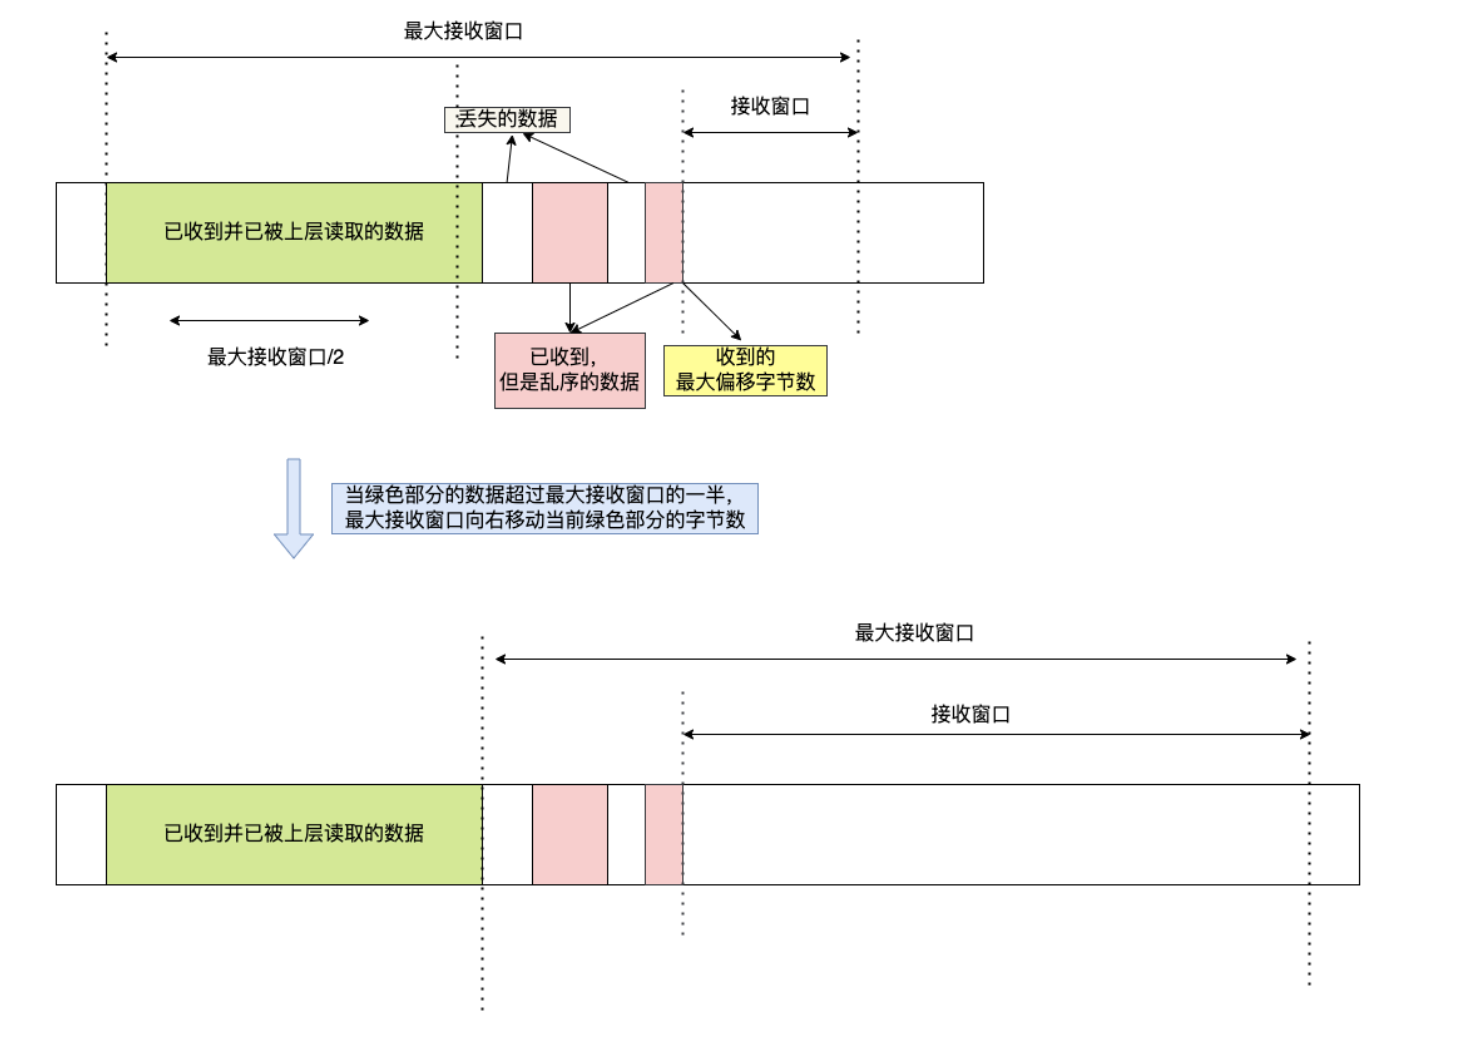 最大接收窗口
接收窗口
丢失的数据
已收到并已被上层读取的数据
最大接收窗口/2
已收到，
但是乱序的数据
收到的
最大偏移字节数
当绿色部分的数据超过最大接收窗口的一半，
最大接收窗口向右移动当前绿色部分的字节数
最大接收窗口
接收窗口
已收到并已被上层读取的数据